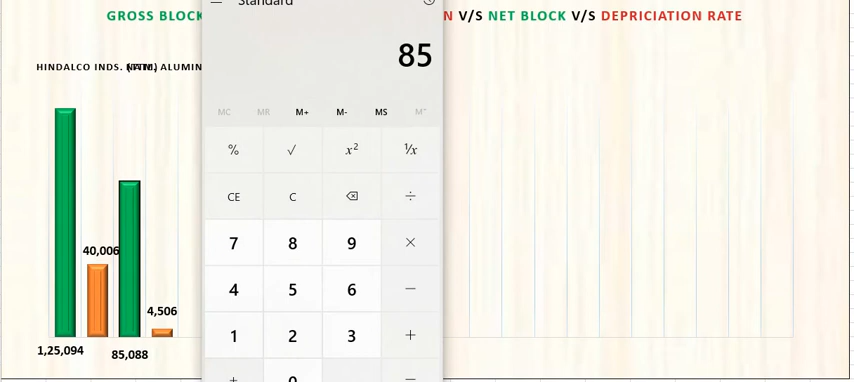 Standard
GROSS BLOCK N V/S NET BLOCK V/S DEPRICIATION RATE
85
HINDALCO INDS. ALUMIN
MC MR M+ M- MS M˅
% √ x² ¹/x
CE C ⌫ ÷
7 8 9 ×
40,006
4 5 6 −
4,506
1 2 3 +
1,25,094 85,088
0